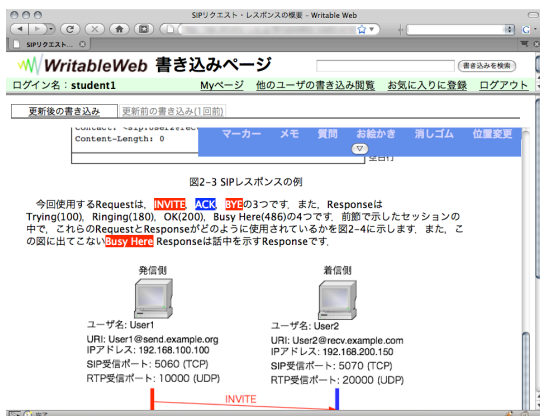 SIPリクエスト・レスポンスの概要 – Writable Web
SIPリクエスト...
WritableWeb 書き込みページ
書き込みを検索
ログイン名：student1 Myページ 他のユーザの書き込み閲覧 お気に入りに登録 ログアウト
更新後の書き込み 更新前の書き込み(1回前)
マーカー メモ 質問 お絵かき 消しゴム 位置変更
Contact: <sip:user2@rec
Content-Length: 0
空白行
図2-3 SIPレスポンスの例
今回使用するRequestは、INVITE、ACK、BYEの3つです。また、Responseは
Trying(100)、Ringing(180)、OK(200)、Busy Here(486)の4つです。前節で示したセッションの
中で、これらのRequestとResponseがどのように使用されているかを図2-4に示します。また、こ
の図に出てこないBusy Here Responseは話中を示すResponseです。
発信側 着信側
ユーザ名: User1
URI: User1@send.example.org
IPアドレス: 192.168.100.100
SIP受信ポート: 5060 (TCP)
RTP受信ポート: 10000 (UDP)
ユーザ名: User2
URI: User2@recv.example.com
IPアドレス: 192.168.200.150
SIP受信ポート: 5070 (TCP)
RTP受信ポート: 20000 (UDP)
INVITE
完了